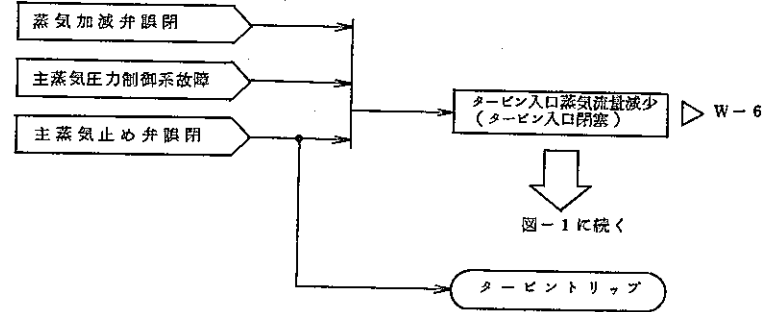 蒸気加減弁誤閉
主蒸気圧力制御系故障
主蒸気止め弁誤閉
タービン入口蒸気流量減少
(タービン入口閉塞)
W-6
図-1に続く
タービントリップ